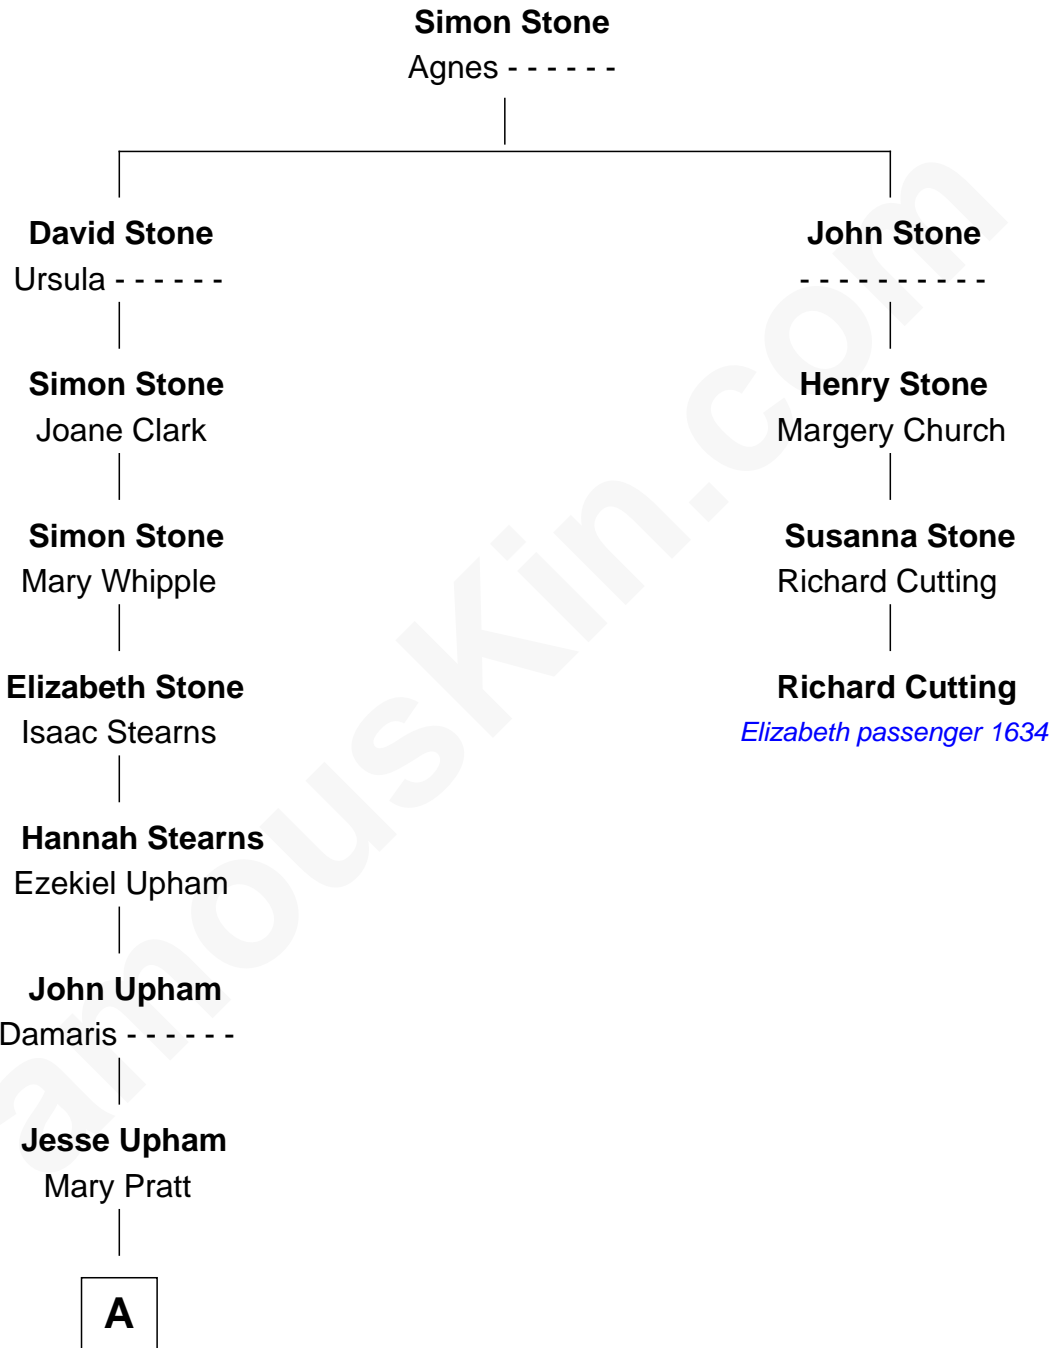 Simon Stone
Agnes - - - - - -
David Stone
Ursula - - - - - -
John Stone
- - - - - - - - - -
Simon Stone
Joane Clark
Henry Stone
Margery Church
Simon Stone
Mary Whipple
Susanna Stone
Richard Cutting
Elizabeth Stone
Isaac Stearns
Richard Cutting
Elizabeth passenger 1634
Hannah Stearns
Ezekiel Upham
John Upham
Damaris - - - - - -
Jesse Upham
Mary Pratt
A
amouskin.com